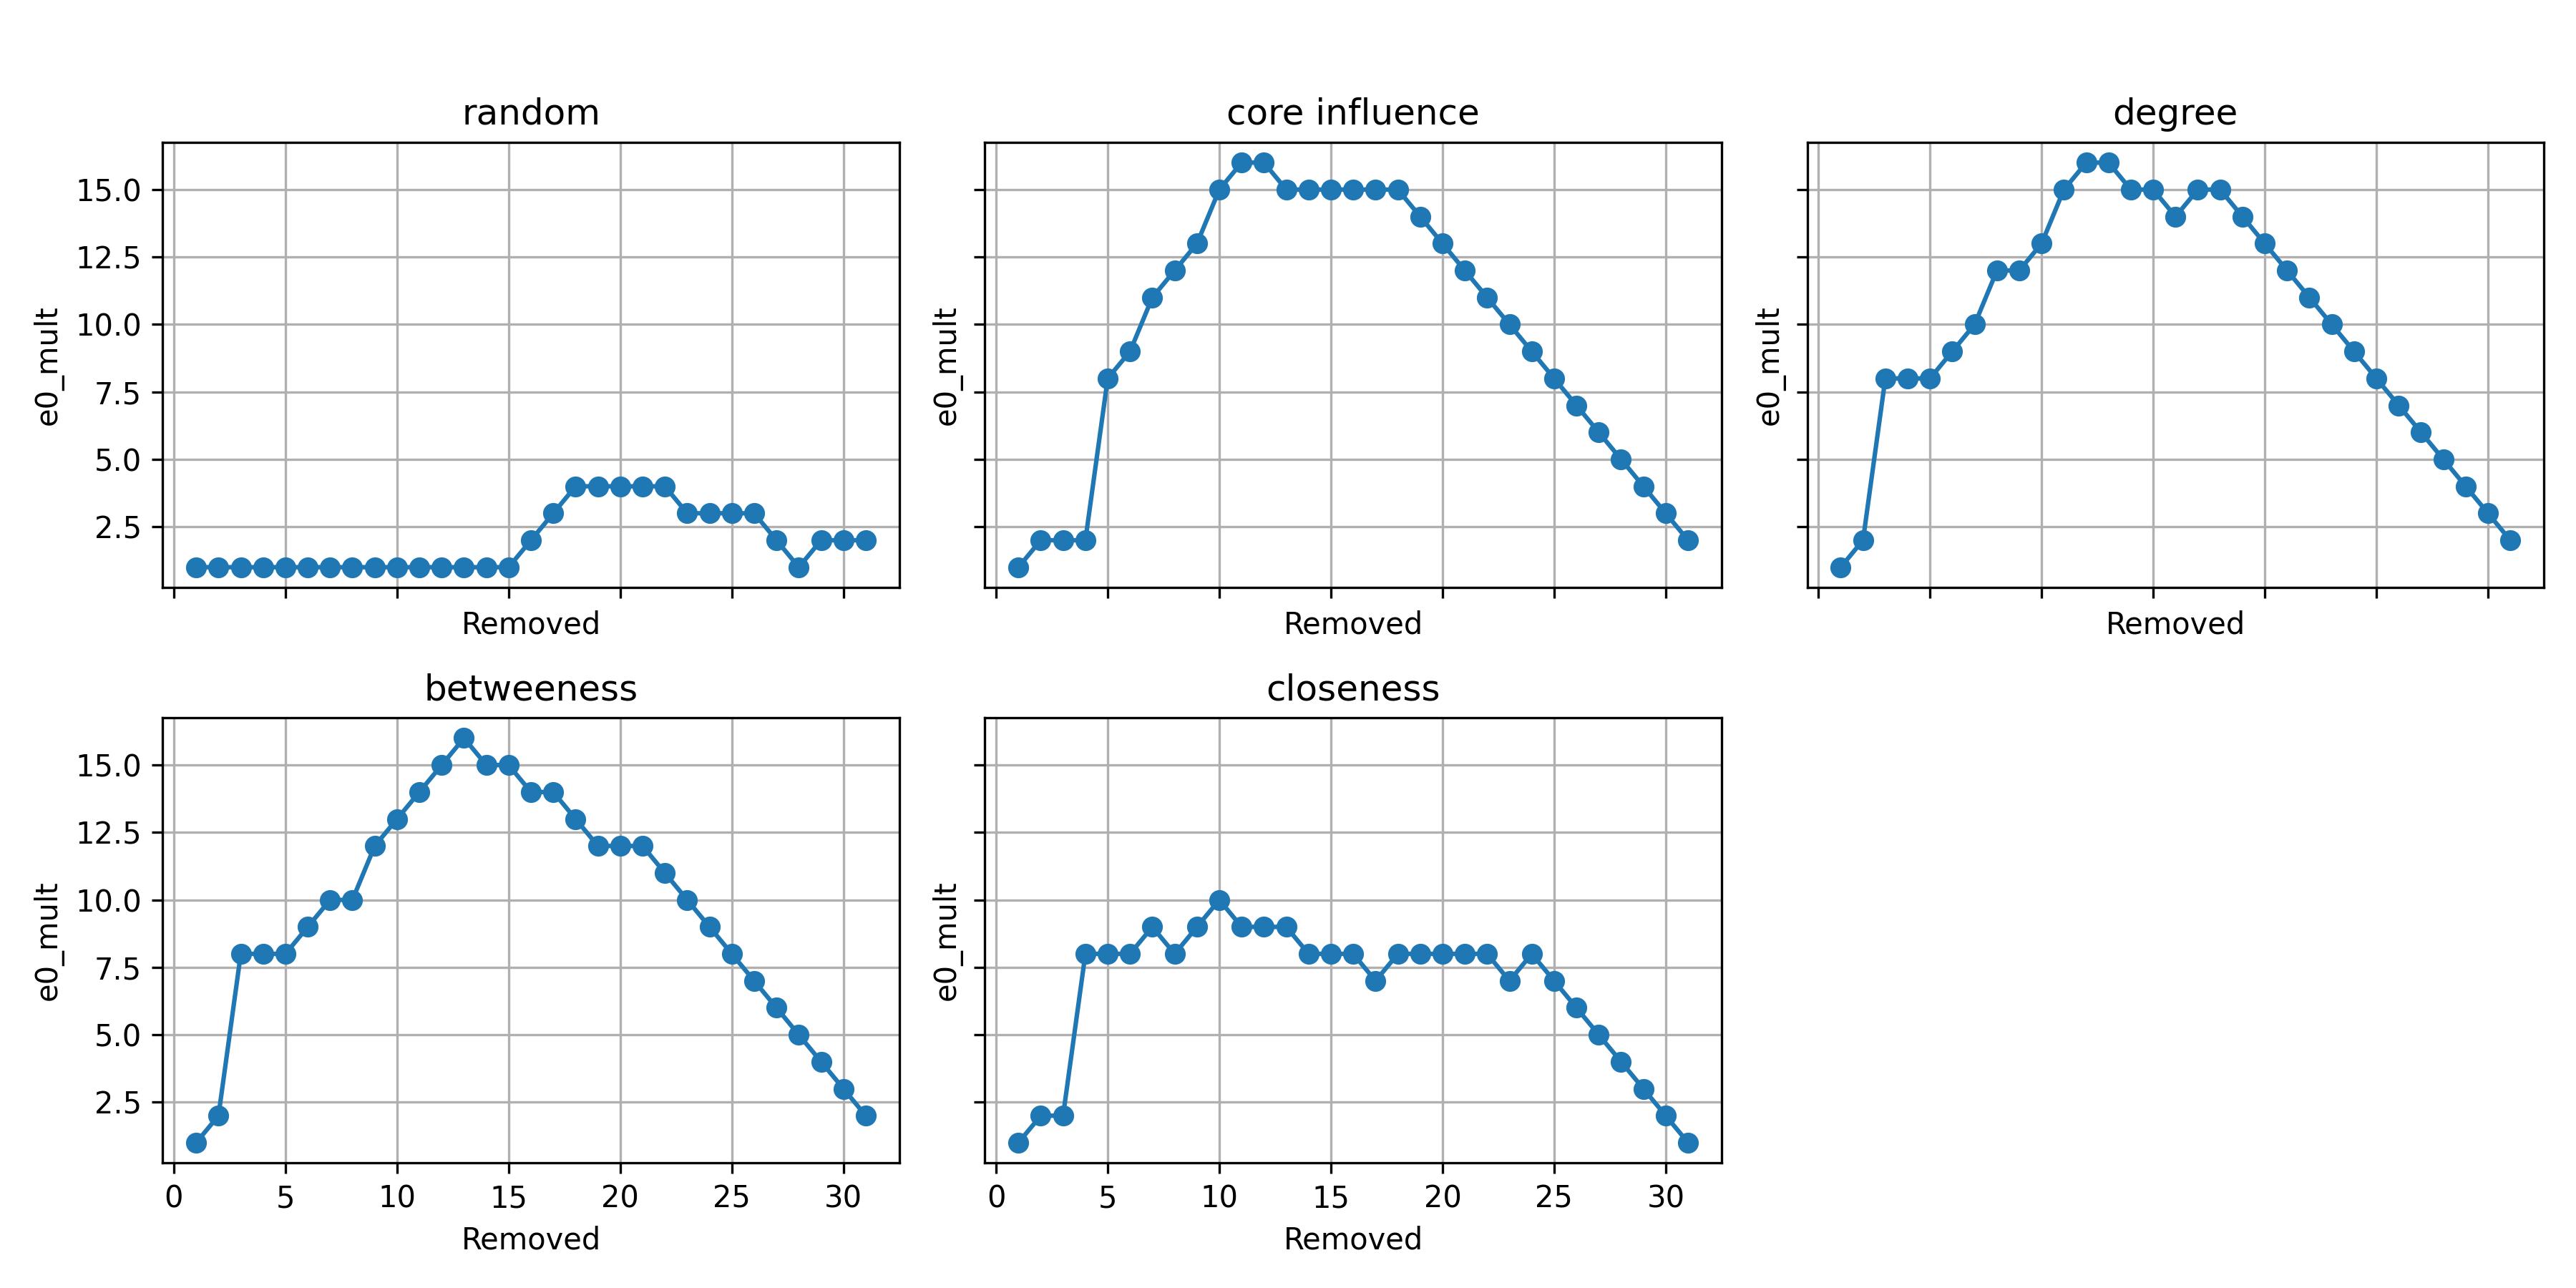 random
core influence
degree
15.0
12.5
10.0
7.5
5.0
2.5
e0_mult
e0_mult
e0_mult
Removed
Removed
Removed
betweeness
closeness
15.0
12.5
10.0
7.5
5.0
2.5
e0_mult
e0_mult
0 5 10 15 20 25 30
0 5 10 15 20 25 30
Removed
Removed